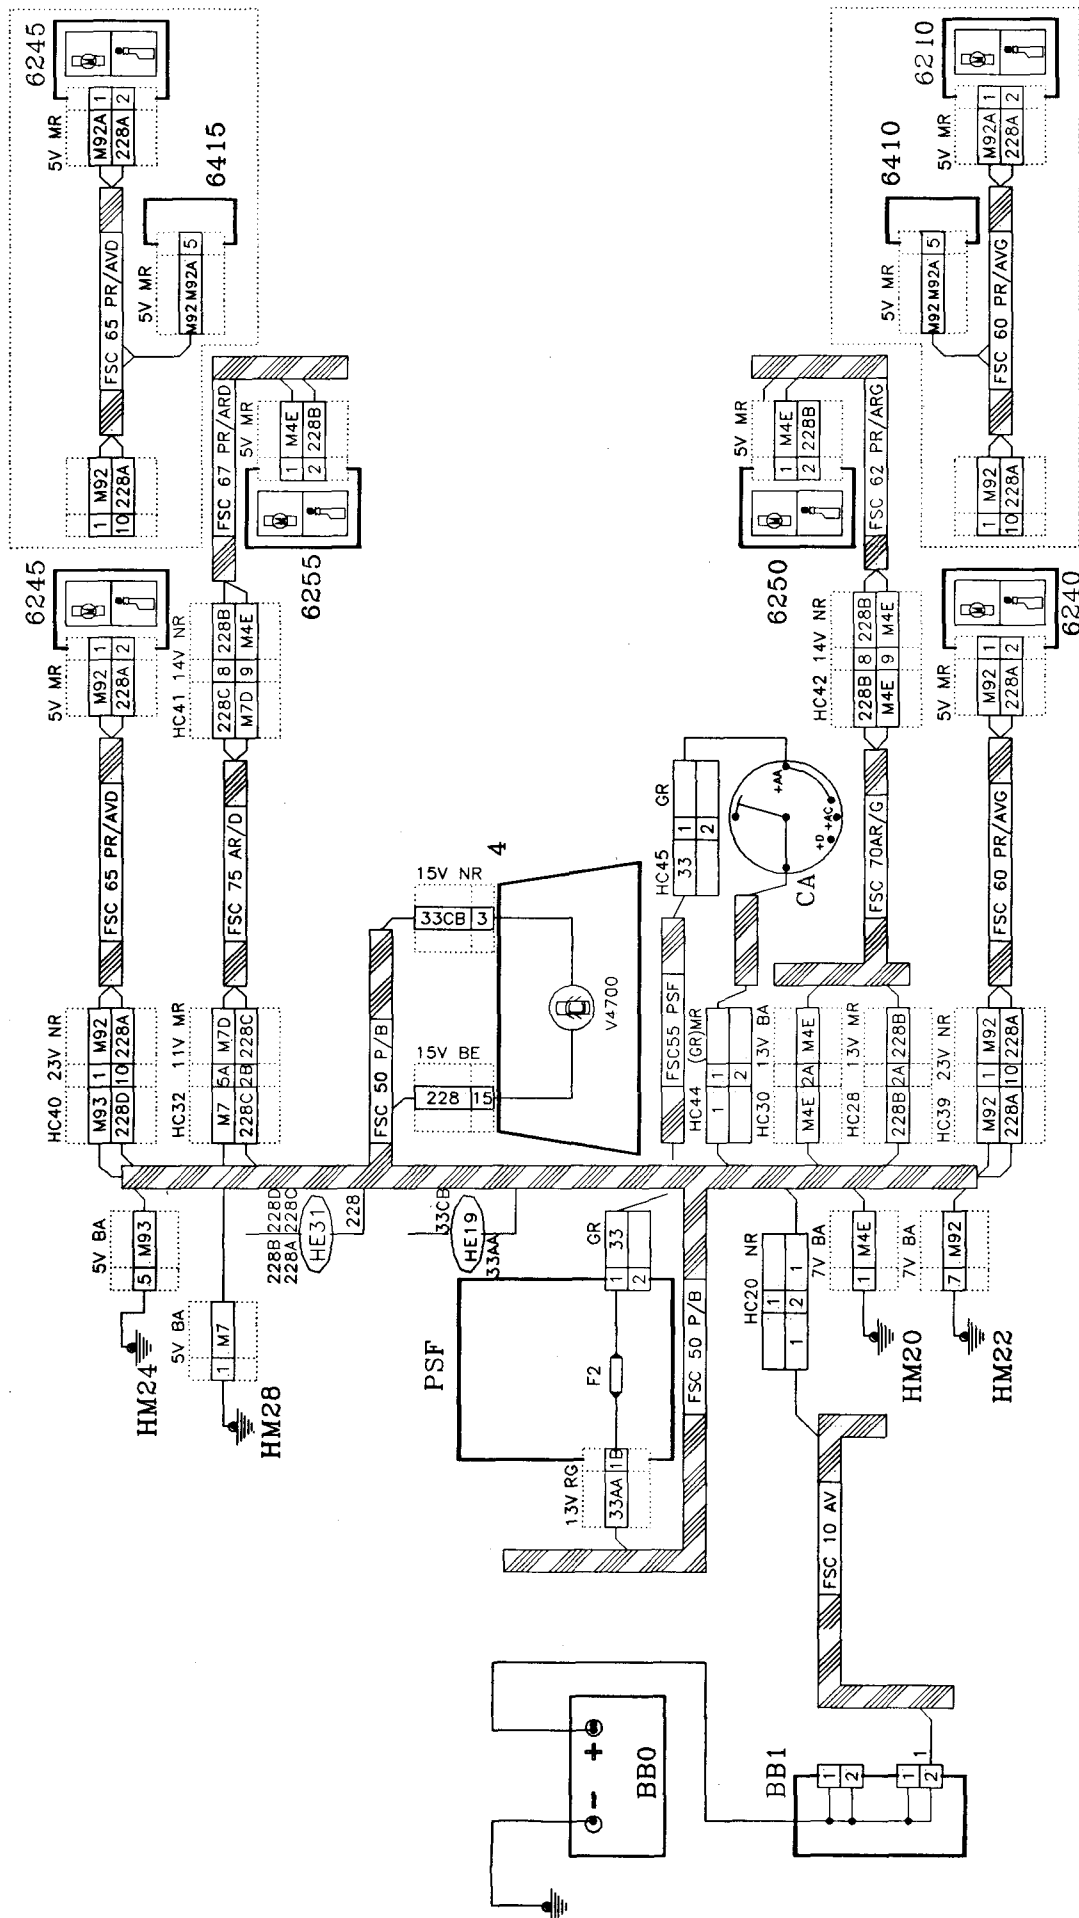 6245
5V MR
M92A 1
228A 2
FSC 65 PR/AVD
6415
5V MR
M92 M92A 5
1 M92
10 228A
6245
5V MR
M92 1
228A 2
FSC 65 PR/AVD
HC40 23V NR
M93 1 M92
228D 10 228A
5V BA
5 M93
HM24
5V MR
1 M4E
2 228B
6255
FSC 67 PR/ARD
HC41 14V NR
228C 8 228B
M7D 9 M4E
FSC 75 AR/D
HC32 11V MR
M7 5A M7D
228C 2B 228C
5V BA
1 M7
HM28
228B 228D
228A 228C
HE31
228
FSC 50 P/B
15V NR
33CB 3
15V BE
228 15
4
V4700
33CB
HE19
33AA
PSF
GR
1 33
2
F2
13V RG
33AA 1B
FSC 50 P/B
FSC55 PSF
HC45 GR
33 1
2
+AA
+AC
+D
CA
HC44 (GR)MR
1 1
2
HC30 13V BA
M4E 2A M4E
HC28 13V MR
228B 2A 228B
5V MR
1 M4E
2 228B
6250
FSC 62 PR/ARG
HC42 14V NR
228B 8 228B
M4E 9 M4E
FSC 70AR/G
6210
5V MR
M92A 1
228A 2
FSC 60 PR/AVG
6410
5V MR
M92 M92A 5
1 M92
10 228A
6240
5V MR
M92 1
228A 2
FSC 60 PR/AVG
HC39 23V NR
M92 1 M92
228A 10 228A
HC20 NR
1
1 2 1
7V BA
1 M4E
HM20
7V BA
7 M92
HM22
FSC 10 AV
- +
BB0
BB1
1
2
1
2
1